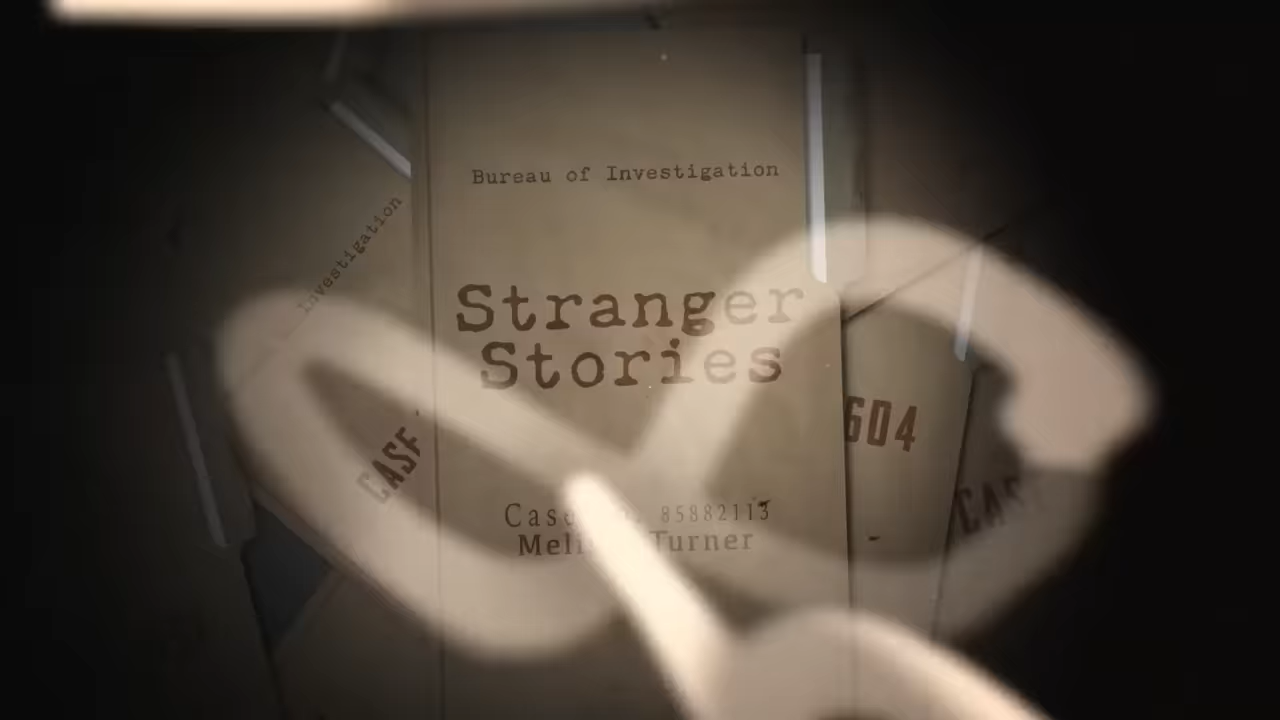 Bureau of Investigation
Investigation
Stranger
Stories
604
CASE
85882113
Turner